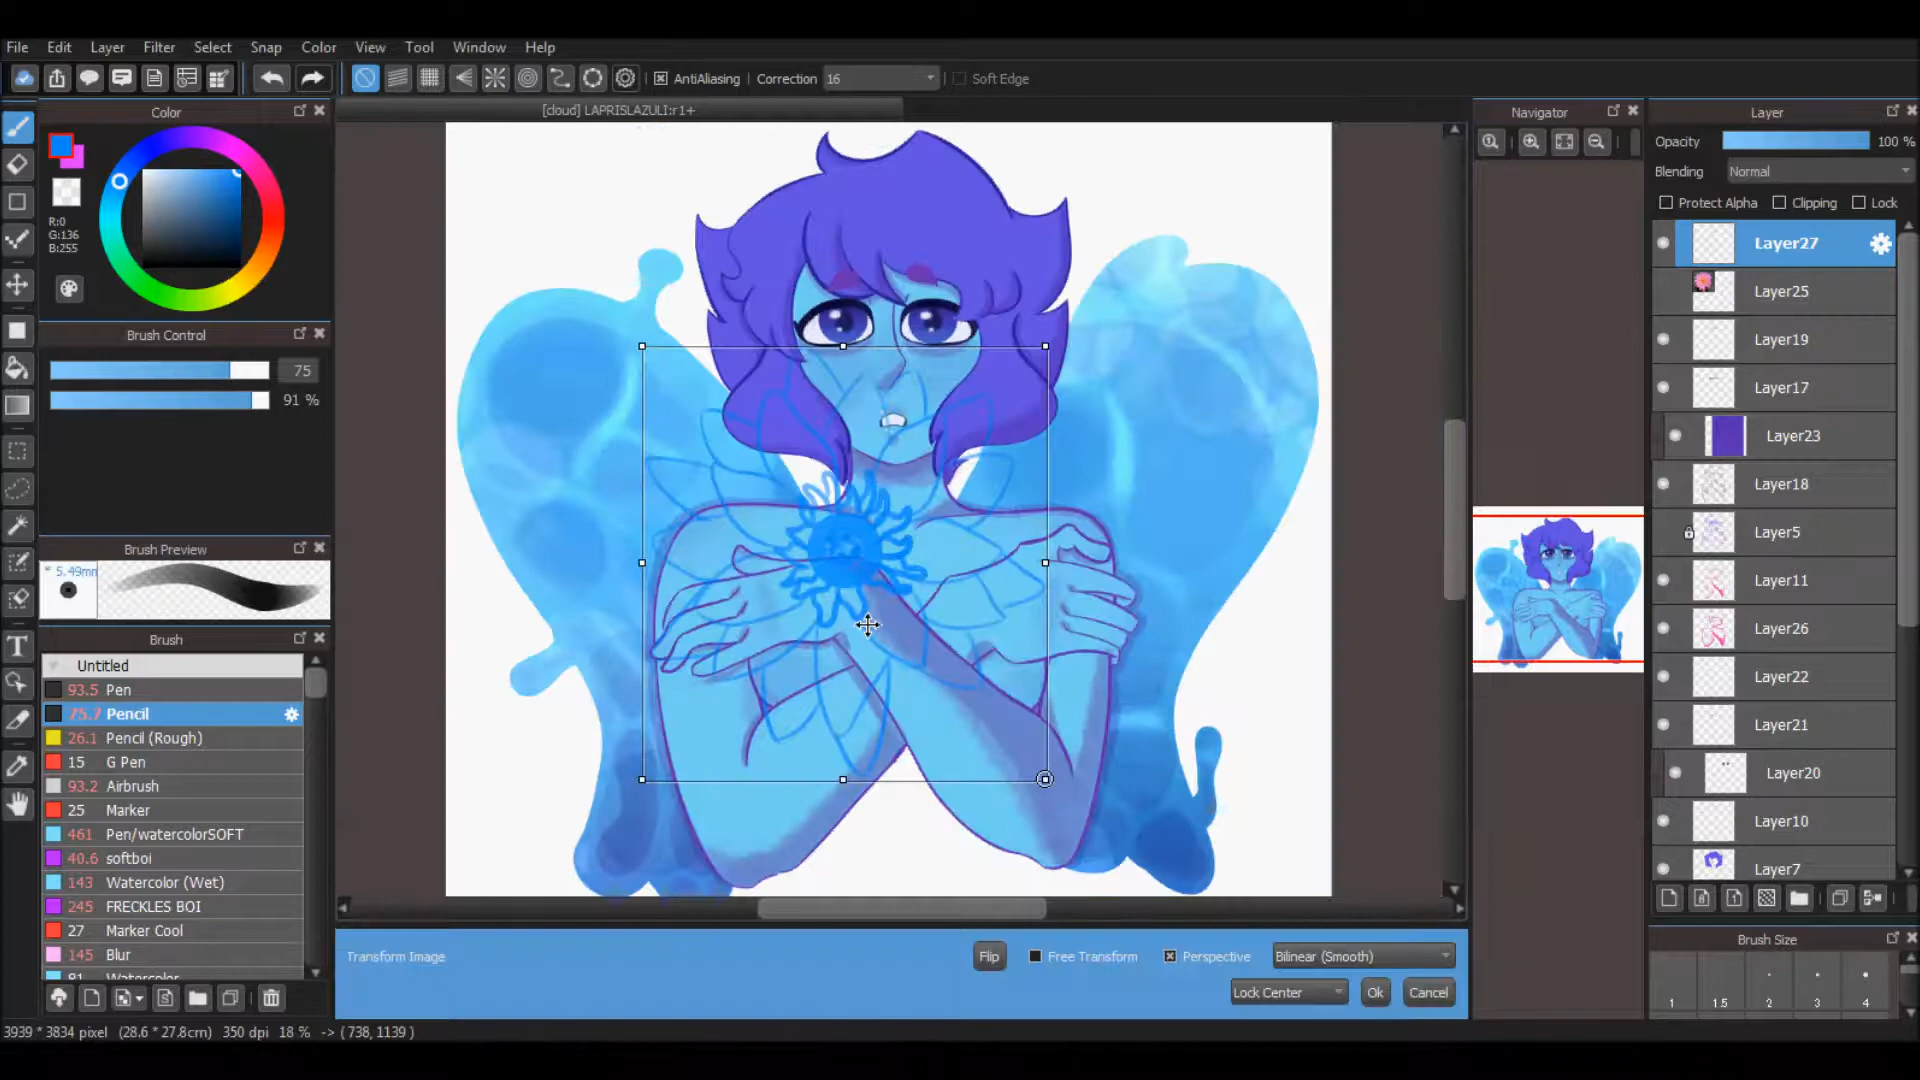 File Edit Layer Filter Select Snap Color View Tool Window Help
AntiAliasing Correction 16 Soft Edge
Color
[cloud] LAPRISLAZULI:r1+
Navigator
Layer
R:0
G:136
B:255
Opacity 100 %
Blending Normal
Protect Alpha Clipping Lock
Layer27
Layer25
Layer19
Layer17
Layer23
Layer18
Layer5
Layer11
Layer26
Layer22
Layer21
Layer20
Layer10
Layer7
Brush Control
75
91 %
Brush Preview
* 5.49mm
Brush
Untitled
93.5 Pen
75.7 Pencil
26.1 Pencil (Rough)
15 G Pen
93.2 Airbrush
25 Marker
461 Pen/watercolorSOFT
40.6 softboi
143 Watercolor (Wet)
245 FRECKLES BOI
27 Marker Cool
145 Blur
81 Watercolor
T
Transform Image
Flip Free Transform Perspective Bilinear (Smooth)
Lock Center Ok Cancel
Brush Size
1 1.5 2 3 4
3939 * 3834 pixel (28.6 * 27.8cm) 350 dpi 18 % -> ( 738, 1139 )